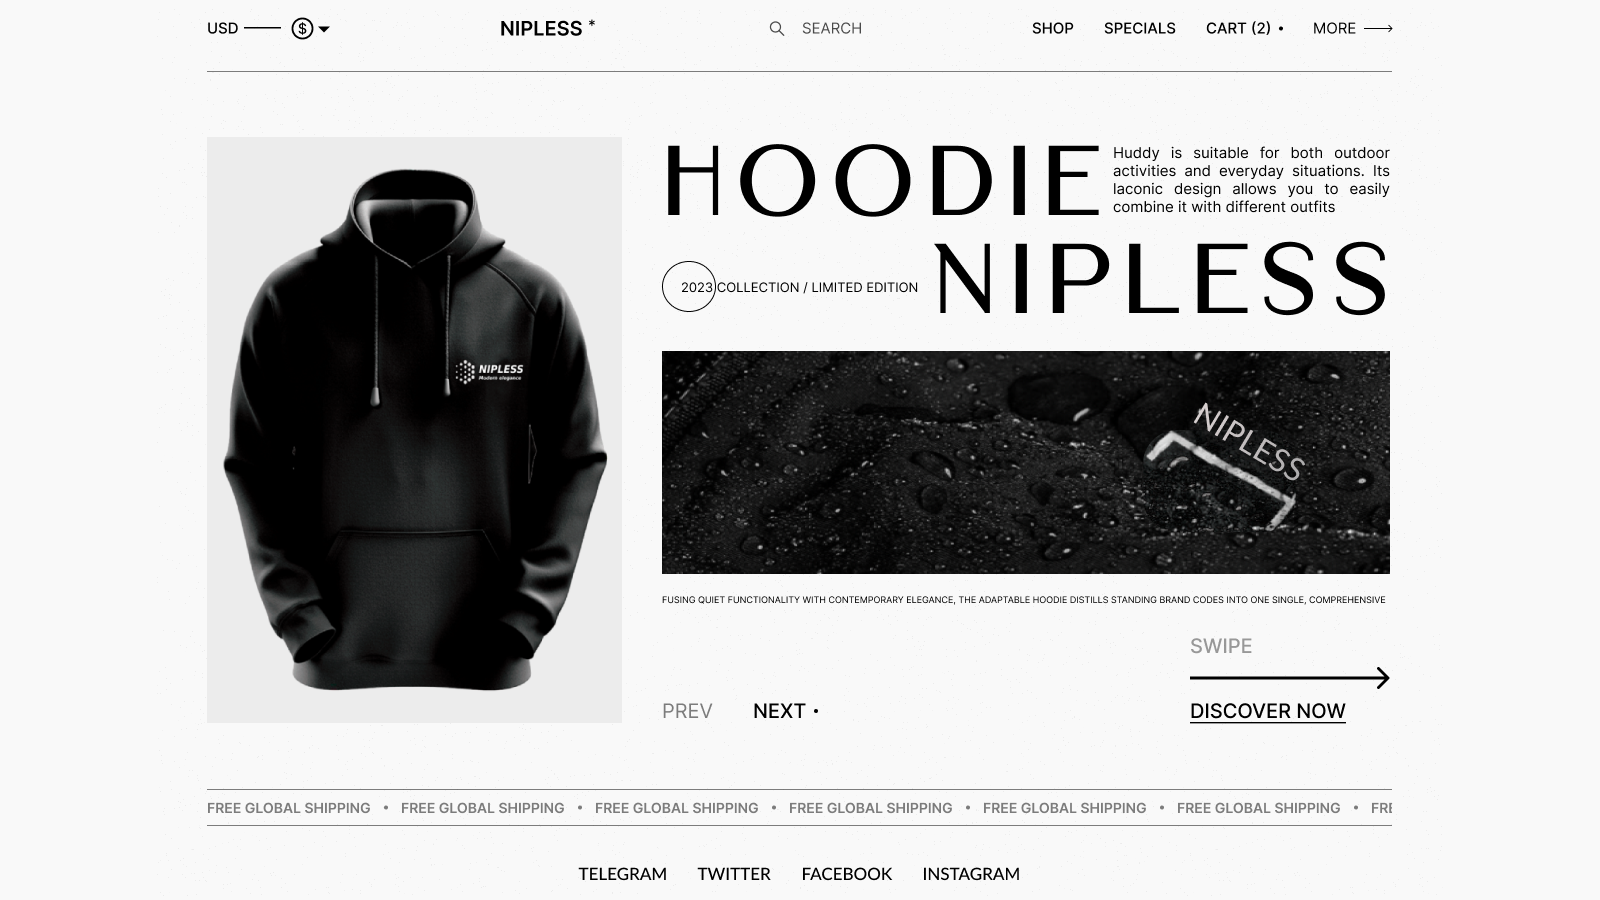 USD
$
NIPLESS *
SEARCH
SHOP SPECIALS CART (2) • MORE
HOODIE
Huddy is suitable for both outdoor
activities and everyday situations. Its
laconic design allows you to easily
combine it with different outfits
NIPLESS
2023 COLLECTION / LIMITED EDITION
NIPLESS
Modern elegance
NIPLESS
FUSING QUIET FUNCTIONALITY WITH CONTEMPORARY ELEGANCE, THE ADAPTABLE HOODIE DISTILLS STANDING BRAND CODES INTO ONE SINGLE, COMPREHENSIVE
SWIPE
PREV NEXT •
DISCOVER NOW
FREE GLOBAL SHIPPING • FREE GLOBAL SHIPPING • FREE GLOBAL SHIPPING • FREE GLOBAL SHIPPING • FREE GLOBAL SHIPPING • FREE GLOBAL SHIPPING • FRE
TELEGRAM TWITTER FACEBOOK INSTAGRAM